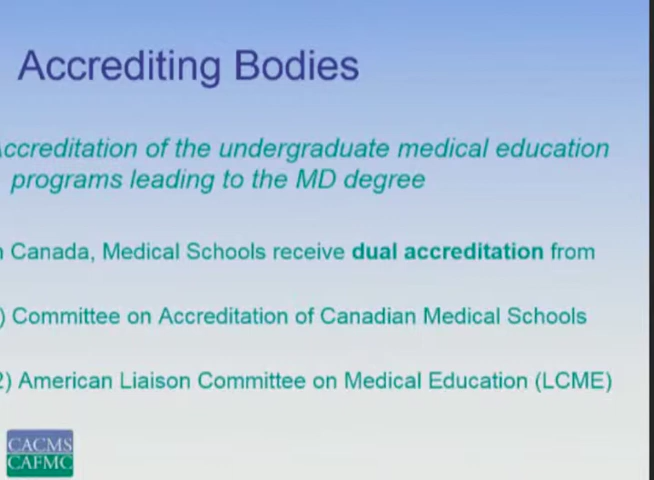 Accrediting Bodies
Accreditation of the undergraduate medical education
programs leading to the MD degree
n Canada, Medical Schools receive dual accreditation from
) Committee on Accreditation of Canadian Medical Schools
2) American Liaison Committee on Medical Education (LCME)
CACMS
CAFMC